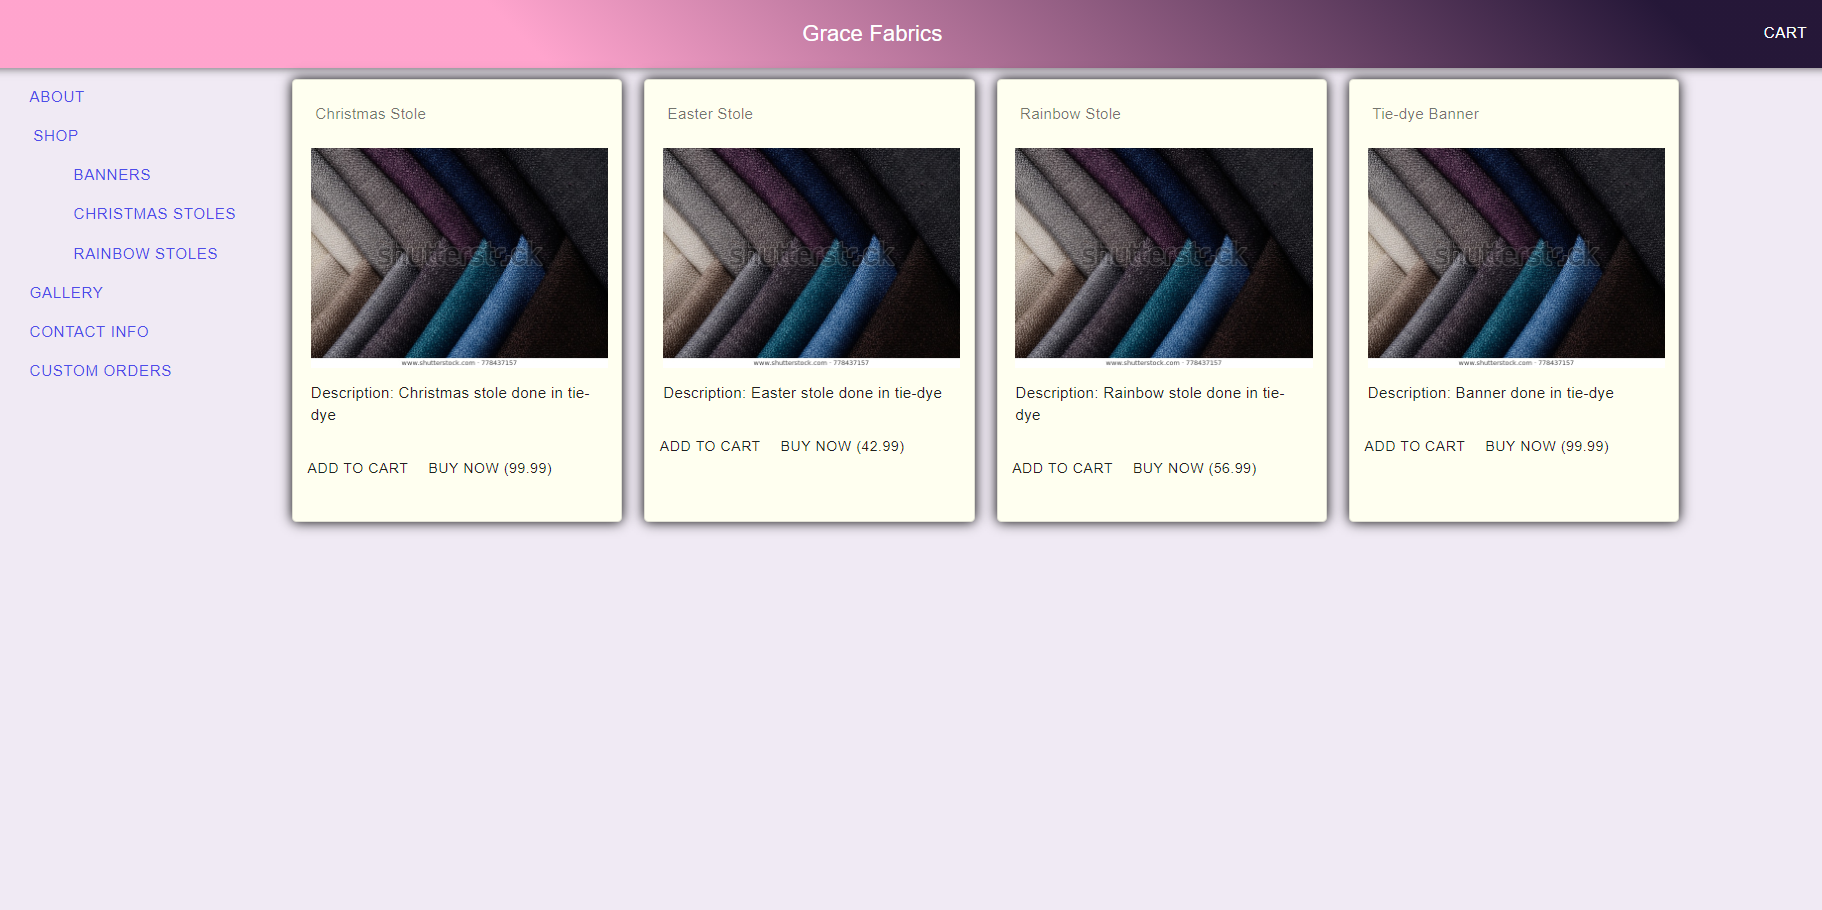 Grace Fabrics
CART
ABOUT
SHOP
BANNERS
CHRISTMAS STOLES
RAINBOW STOLES
GALLERY
CONTACT INFO
CUSTOM ORDERS
Christmas Stole
shutterstock
www.shutterstock.com · 778437157
Description: Christmas stole done in tie-
dye
ADD TO CART BUY NOW (99.99)
Easter Stole
shutterstock
www.shutterstock.com · 778437157
Description: Easter stole done in tie-dye
ADD TO CART BUY NOW (42.99)
Rainbow Stole
shutterstock
www.shutterstock.com · 778437157
Description: Rainbow stole done in tie-
dye
ADD TO CART BUY NOW (56.99)
Tie-dye Banner
shutterstock
www.shutterstock.com · 778437157
Description: Banner done in tie-dye
ADD TO CART BUY NOW (99.99)